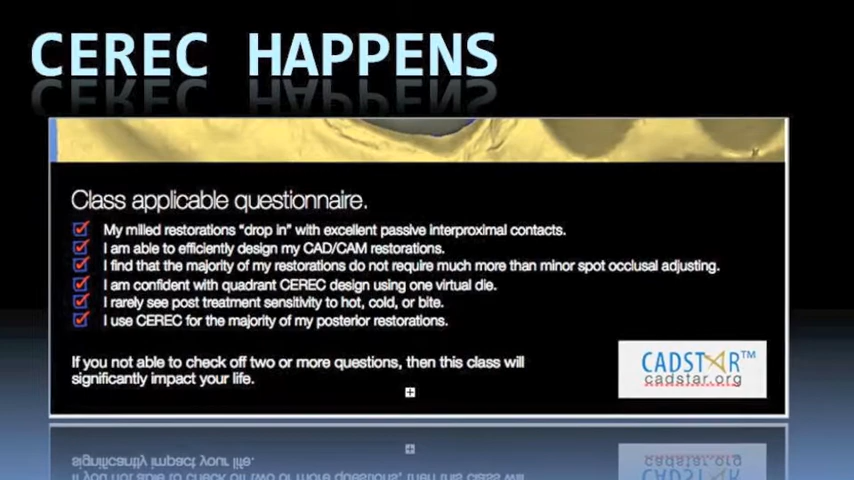 CEREC HAPPENS
Class applicable questionnaire.
My milled restorations “drop in” with excellent passive interproximal contacts.
I am able to efficiently design my CAD/CAM restorations.
I find that the majority of my restorations do not require much more than minor spot occlusal adjusting.
I am confident with quadrant CEREC design using one virtual die.
I rarely see post treatment sensitivity to hot, cold, or bite.
I use CEREC for the majority of my posterior restorations.
If you not able to check off two or more questions, then this class will
significantly impact your life.
CADSTAR™
cadstar.org